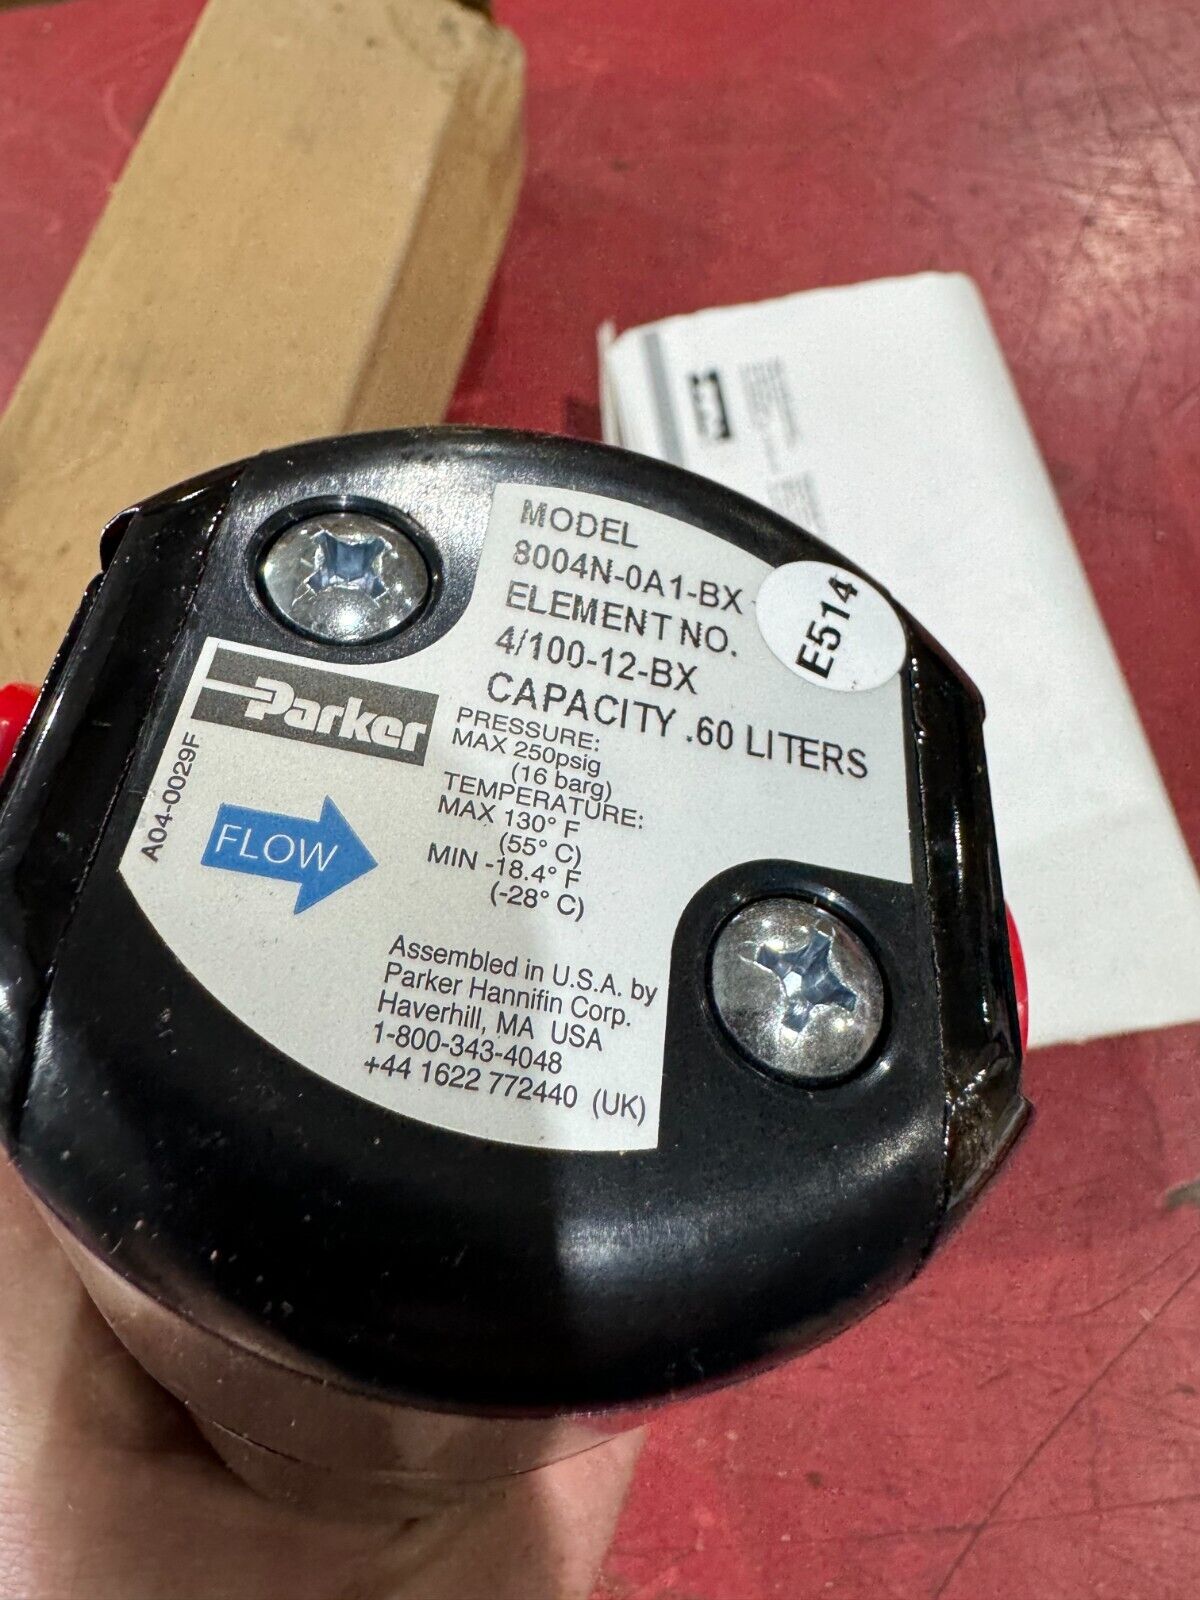 MODEL
8004N-0A1-BX
ELEMENT NO.
4/100-12-BX
CAPACITY .60 LITERS
E514
Parker
PRESSURE:
MAX 250psig
(16 barg)
TEMPERATURE:
MAX 130° F
(55° C)
MIN -18.4° F
(-28° C)
A04-0029F
FLOW
Assembled in U.S.A. by
Parker Hannifin Corp.
Haverhill, MA USA
1-800-343-4048
+44 1622 772440 (UK)